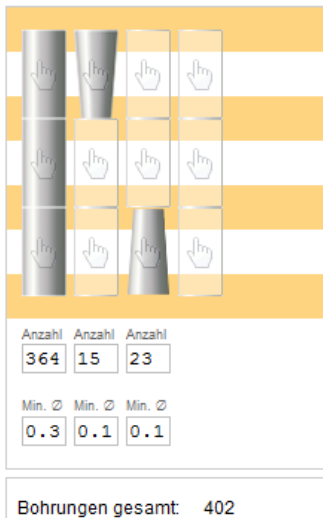 Anzahl Anzahl Anzahl
364 15 23
Min. Ø Min. Ø Min. Ø
0.3 0.1 0.1
Bohrungen gesamt: 402